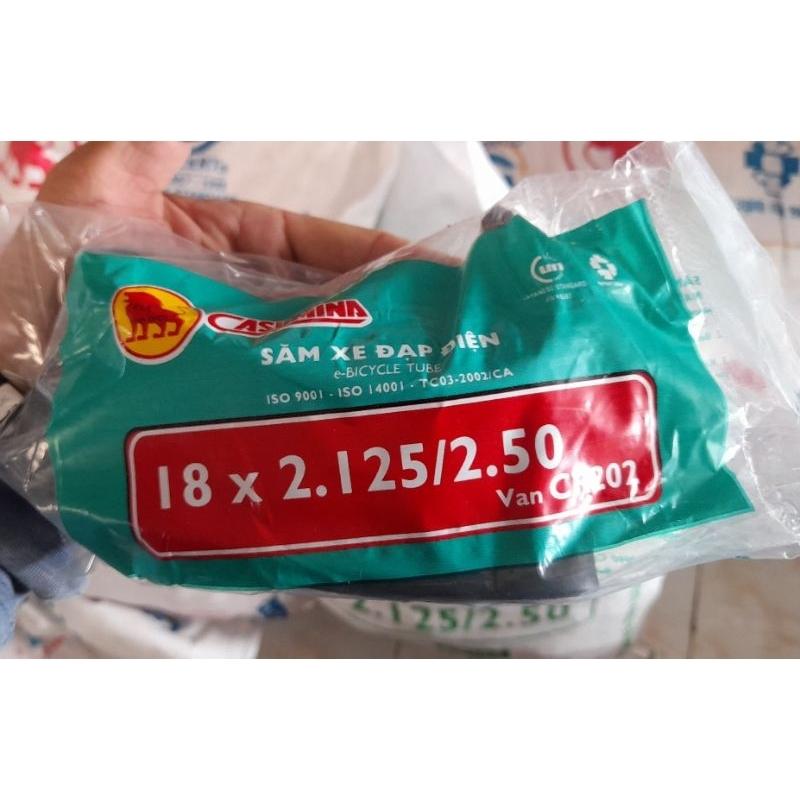 CASUMINA
SĂM XE ĐẠP ĐIỆN
e-BICYCLE TUBE
ISO 9001 - ISO 14001 - TC03-2002/CA
18 x 2.125/2.50
Van
2.125/2.50